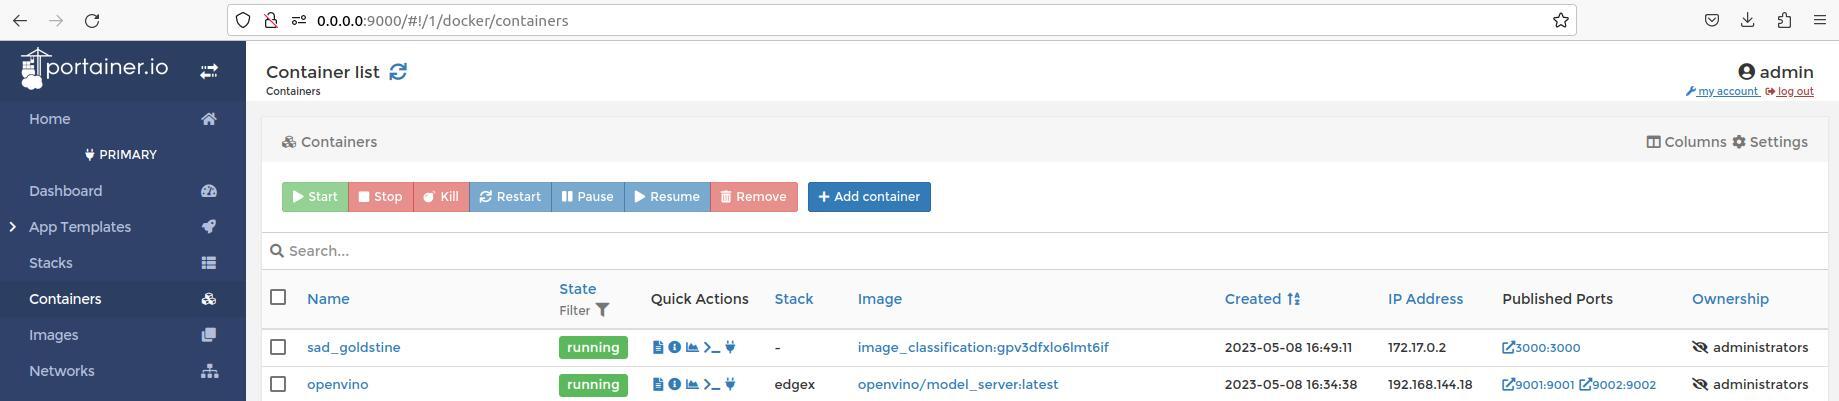 0.0.0.0:9000/#!/1/docker/containers
portainer.io
Container list
Containers
admin
my account log out
Home
PRIMARY
Dashboard
App Templates
Stacks
Containers
Images
Networks
Containers
Columns Settings
Start Stop Kill Restart Pause Resume Remove Add container
Search...
Name State Filter Quick Actions Stack Image Created IP Address Published Ports Ownership
sad_goldstine running - image_classification:gpv3dfxlo6lmt6if 2023-05-08 16:49:11 172.17.0.2 3000:3000 administrators
openvino running edgex openvino/model_server:latest 2023-05-08 16:34:38 192.168.144.18 9001:9001 9002:9002 administrators